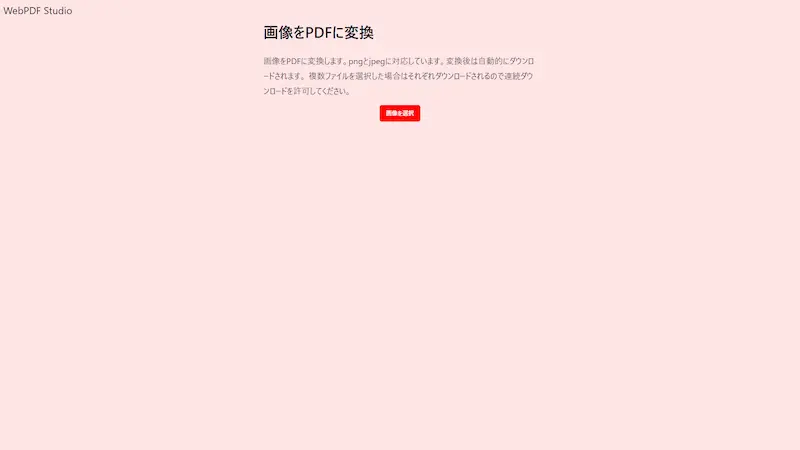 WebPDF Studio
画像をPDFに変換
画像をPDFに変換します。pngとjpegに対応しています。変換後は自動的にダウンロ
ードされます。 複数ファイルを選択した場合はそれぞれダウンロードされるので連続ダウ
ンロードを許可してください。
画像を選択